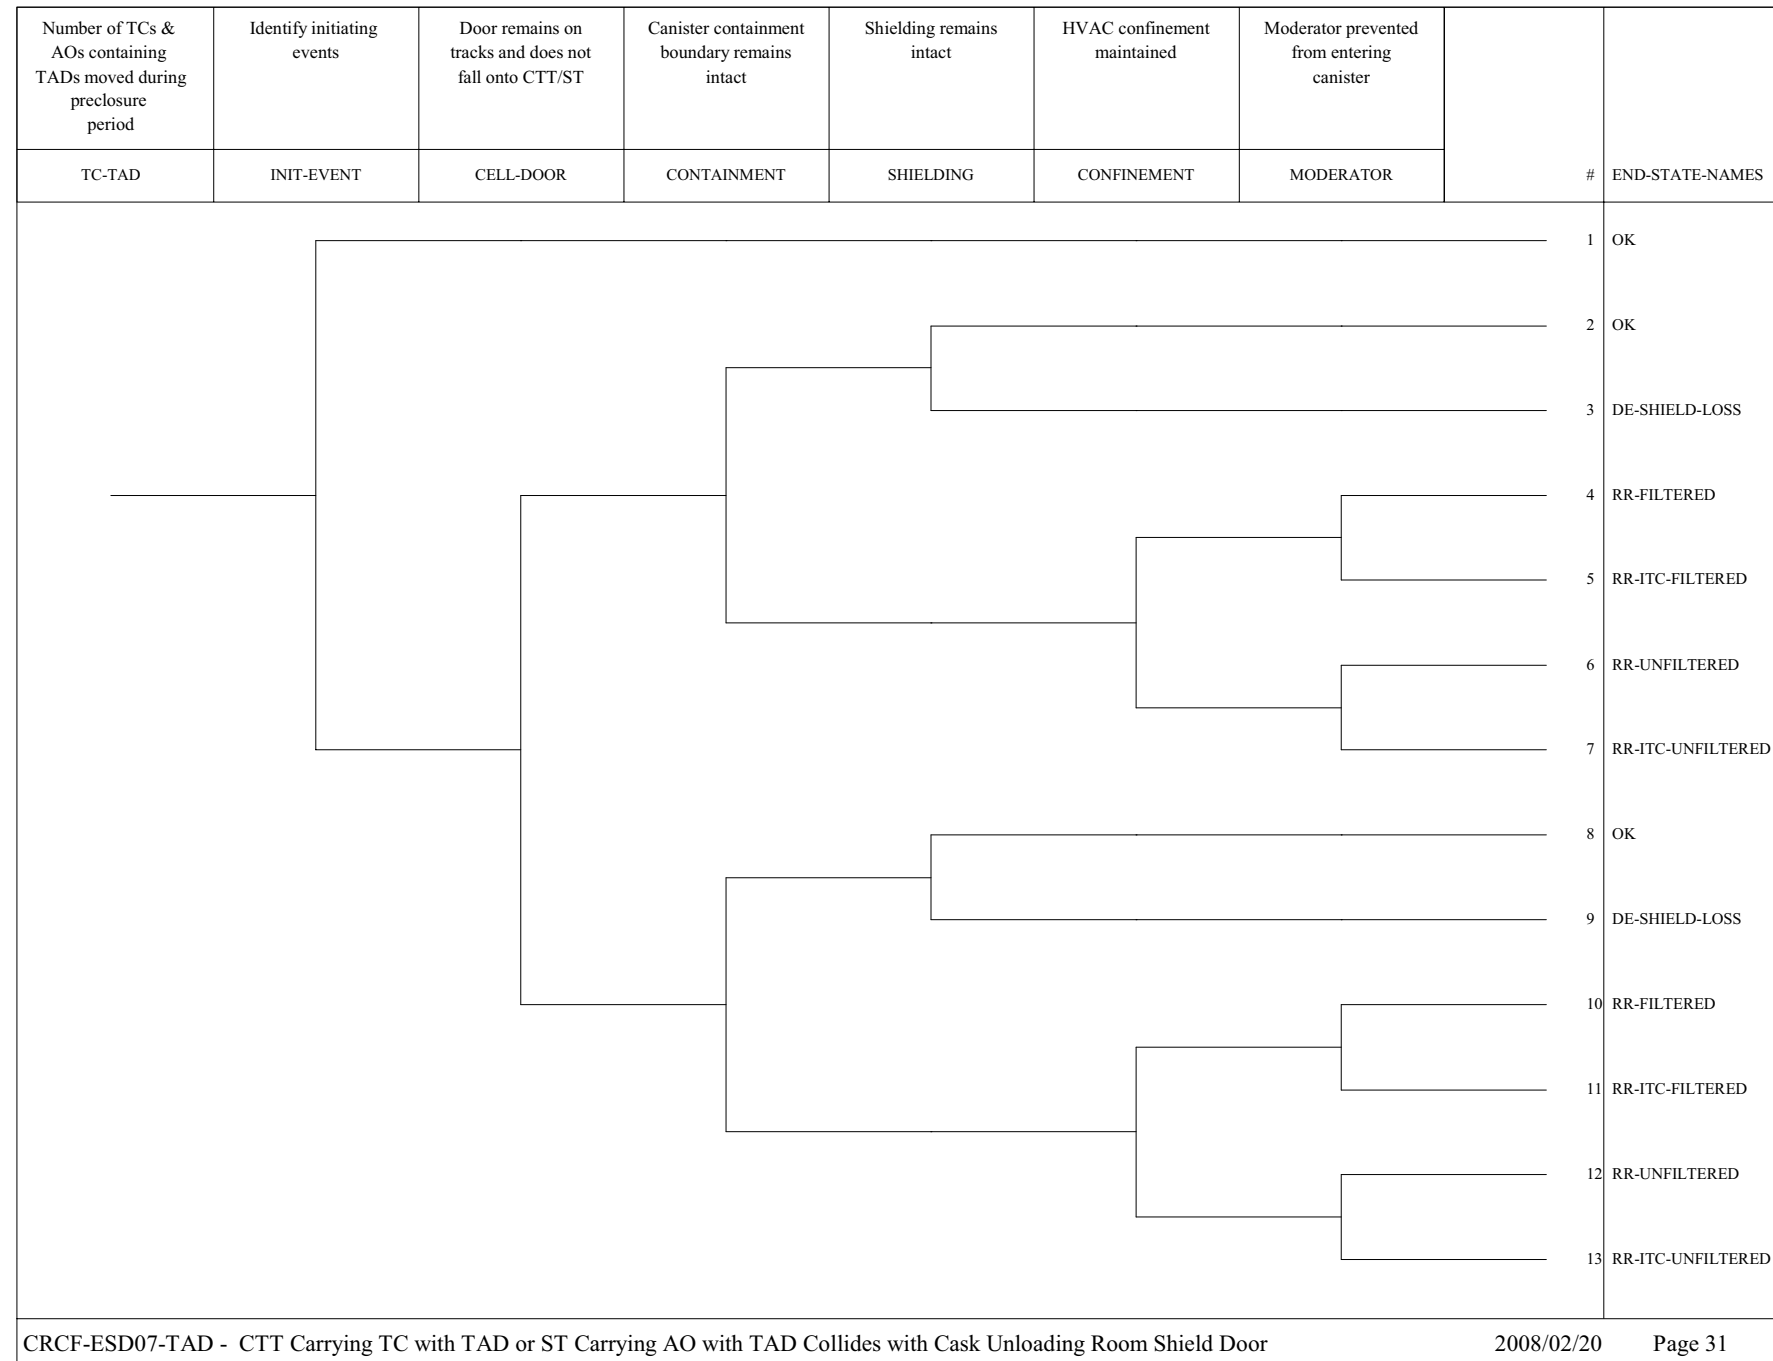 Number of TCs &
AOs containing
TADs moved during
preclosure
period
Identify initiating
events
Door remains on
tracks and does not
fall onto CTT/ST
Canister containment
boundary remains
intact
Shielding remains
intact
HVAC confinement
maintained
Moderator prevented
from entering
canister
TC-TAD
INIT-EVENT
CELL-DOOR
CONTAINMENT
SHIELDING
CONFINEMENT
MODERATOR
#
END-STATE-NAMES
1 OK
2 OK
3 DE-SHIELD-LOSS
4 RR-FILTERED
5 RR-ITC-FILTERED
6 RR-UNFILTERED
7 RR-ITC-UNFILTERED
8 OK
9 DE-SHIELD-LOSS
10 RR-FILTERED
11 RR-ITC-FILTERED
12 RR-UNFILTERED
13 RR-ITC-UNFILTERED
CRCF-ESD07-TAD - CTT Carrying TC with TAD or ST Carrying AO with TAD Collides with Cask Unloading Room Shield Door 2008/02/20 Page 31